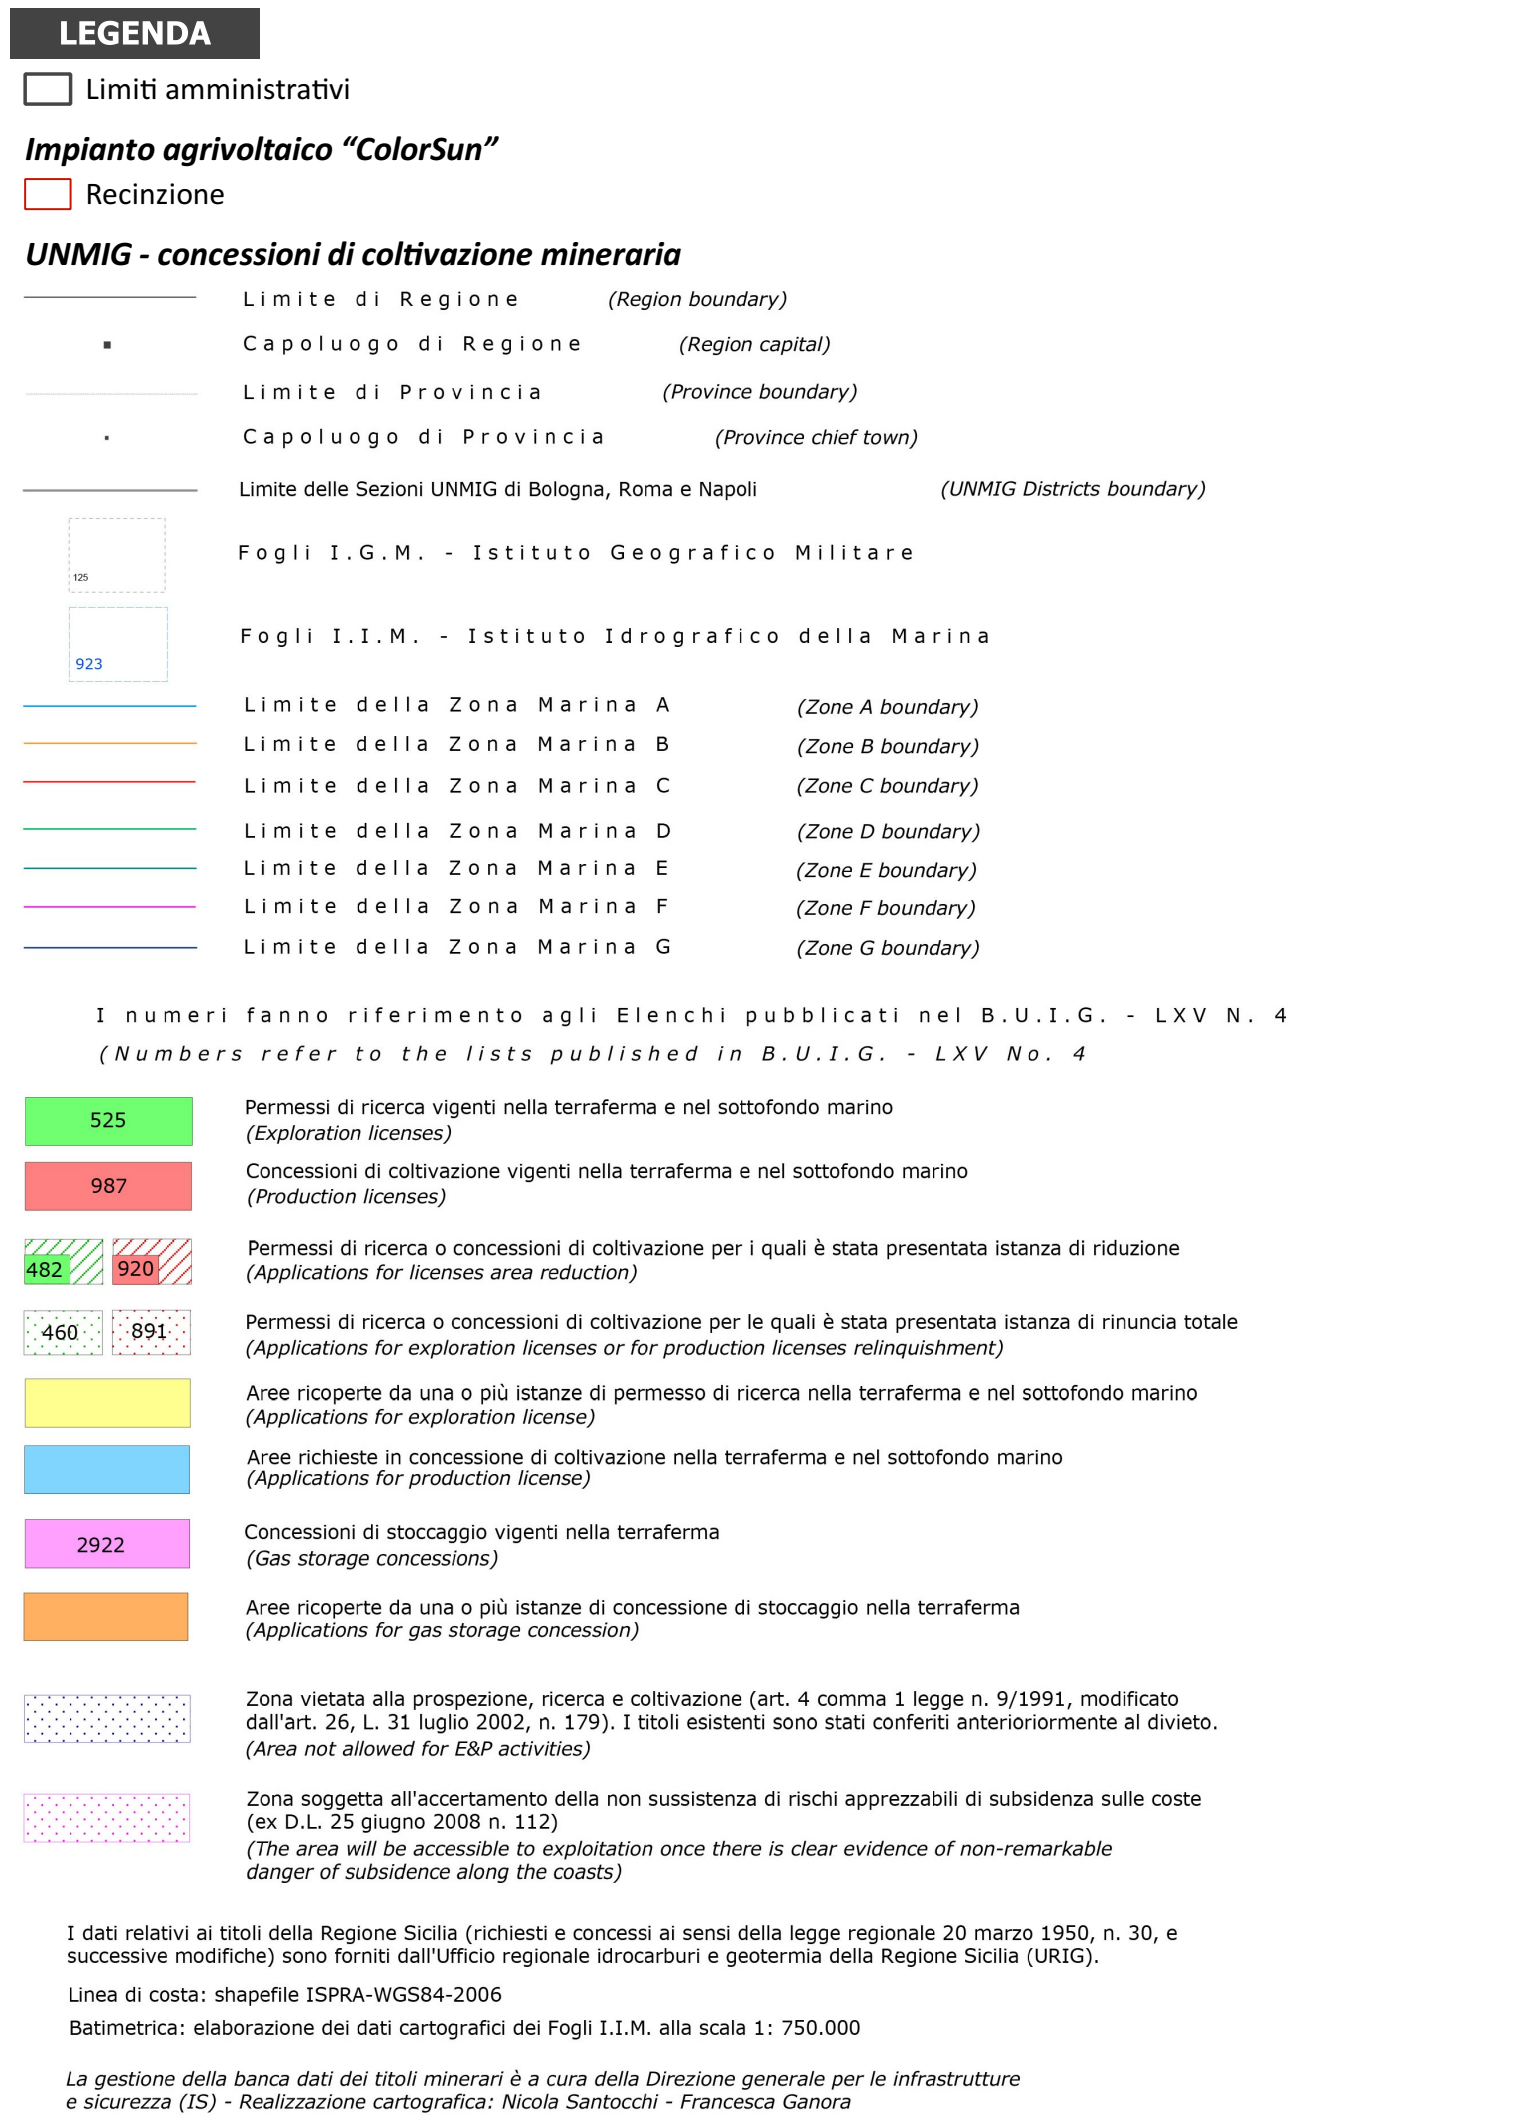 LEGENDA
Limiti amministrativi
Impianto agrivoltaico “ColorSun”
Recinzione
UNMIG - concessioni di coltivazione mineraria
Limite di Regione (Region boundary)
Capoluogo di Regione (Region capital)
Limite di Provincia (Province boundary)
Capoluogo di Provincia (Province chief town)
Limite delle Sezioni UNMIG di Bologna, Roma e Napoli (UNMIG Districts boundary)
Fogli I.G.M. - Istituto Geografico Militare
125
Fogli I.I.M. - Istituto Idrografico della Marina
923
Limite della Zona Marina A (Zone A boundary)
Limite della Zona Marina B (Zone B boundary)
Limite della Zona Marina C (Zone C boundary)
Limite della Zona Marina D (Zone D boundary)
Limite della Zona Marina E (Zone E boundary)
Limite della Zona Marina F (Zone F boundary)
Limite della Zona Marina G (Zone G boundary)
I numeri fanno riferimento agli Elenchi pubblicati nel B.U.I.G. - LXV N. 4
(Numbers refer to the lists published in B.U.I.G. - LXV No. 4
525 Permessi di ricerca vigenti nella terraferma e nel sottofondo marino
(Exploration licenses)
987 Concessioni di coltivazione vigenti nella terraferma e nel sottofondo marino
(Production licenses)
482 920 Permessi di ricerca o concessioni di coltivazione per i quali è stata presentata istanza di riduzione
(Applications for licenses area reduction)
460 891 Permessi di ricerca o concessioni di coltivazione per le quali è stata presentata istanza di rinuncia totale
(Applications for exploration licenses or for production licenses relinquishment)
Aree ricoperte da una o più istanze di permesso di ricerca nella terraferma e nel sottofondo marino
(Applications for exploration license)
Aree richieste in concessione di coltivazione nella terraferma e nel sottofondo marino
(Applications for production license)
2922 Concessioni di stoccaggio vigenti nella terraferma
(Gas storage concessions)
Aree ricoperte da una o più istanze di concessione di stoccaggio nella terraferma
(Applications for gas storage concession)
Zona vietata alla prospezione, ricerca e coltivazione (art. 4 comma 1 legge n. 9/1991, modificato
dall'art. 26, L. 31 luglio 2002, n. 179). I titoli esistenti sono stati conferiti anterioriormente al divieto.
(Area not allowed for E&P activities)
Zona soggetta all'accertamento della non sussistenza di rischi apprezzabili di subsidenza sulle coste
(ex D.L. 25 giugno 2008 n. 112)
(The area will be accessible to exploitation once there is clear evidence of non-remarkable
danger of subsidence along the coasts)
I dati relativi ai titoli della Regione Sicilia (richiesti e concessi ai sensi della legge regionale 20 marzo 1950, n. 30, e
successive modifiche) sono forniti dall'Ufficio regionale idrocarburi e geotermia della Regione Sicilia (URIG).
Linea di costa: shapefile ISPRA-WGS84-2006
Batimetrica: elaborazione dei dati cartografici dei Fogli I.I.M. alla scala 1: 750.000
La gestione della banca dati dei titoli minerari è a cura della Direzione generale per le infrastrutture
e sicurezza (IS) - Realizzazione cartografica: Nicola Santocchi - Francesca Ganora